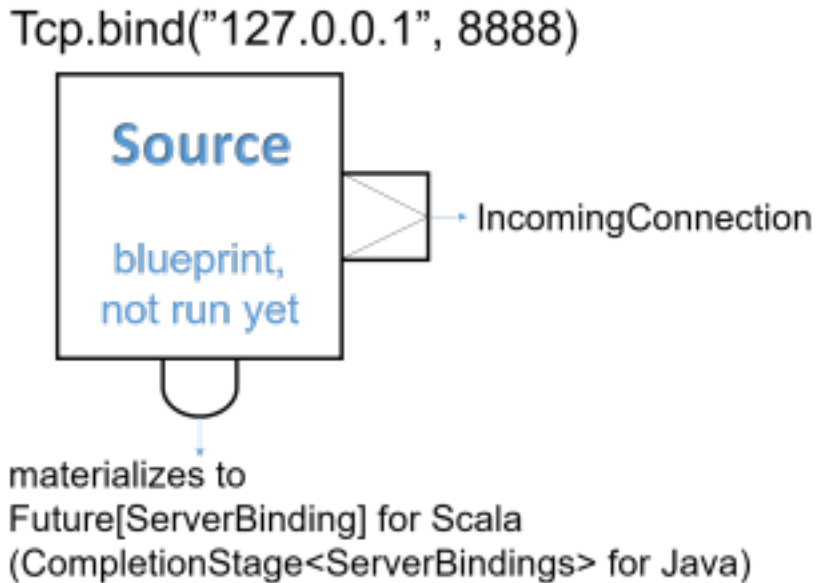 Tcp.bind(”127.0.0.1”, 8888)
Source
blueprint,
not run yet
IncomingConnection
materializes to
Future[ServerBinding] for Scala
(CompletionStage<ServerBindings> for Java)